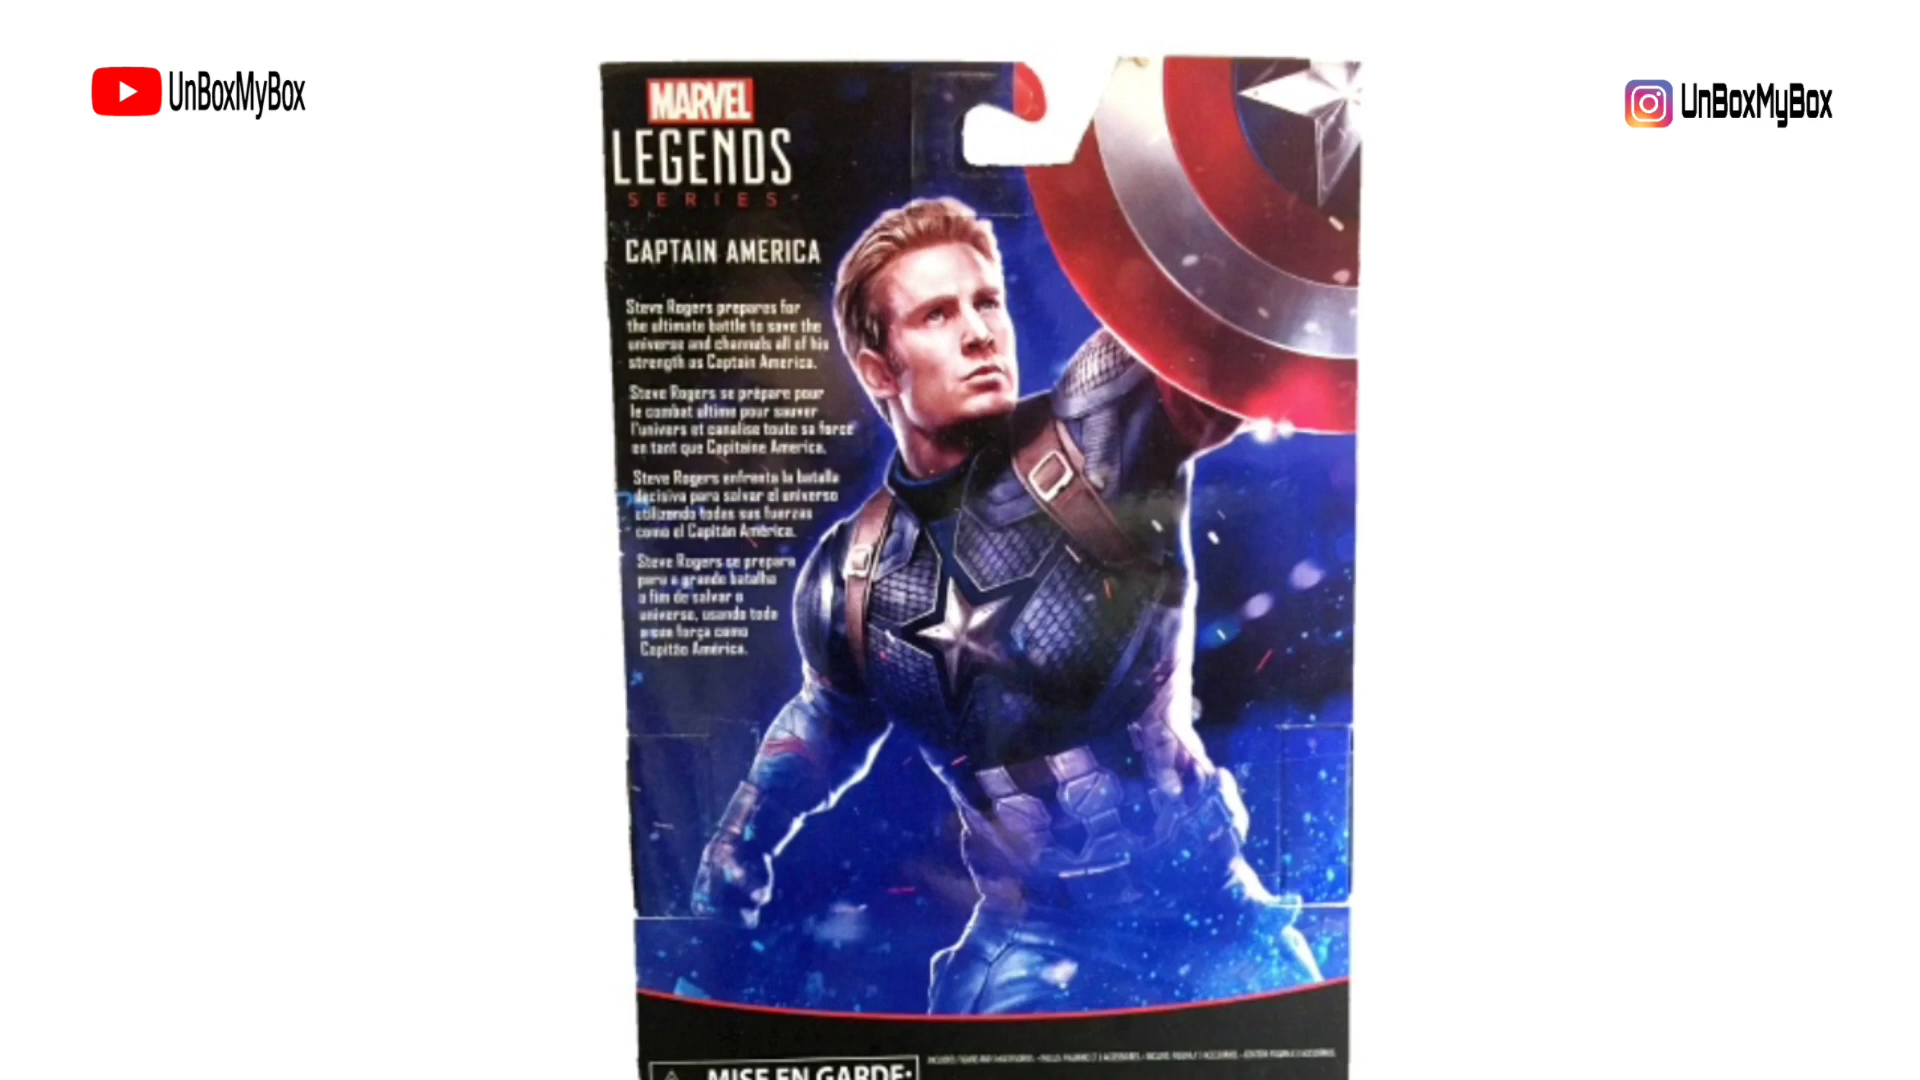 UnBoxMyBox
UnBoxMyBox
MARVEL
LEGENDS
SERIES
CAPTAIN AMERICA
Steve Rogers prepares for
the ultimate battle to save the
universe and channels all of his
strength as Captain America.
Steve Rogers se prépare pour
le combat ultime pour sauver
l'univers et canalise toute sa force
en tant que Capitaine America.
Steve Rogers enfrenta la batalla
decisiva para salvar el universo
utilizando todas sus fuerzas
como el Capitán América.
Steve Rogers se prepara
para a grande batalha
a fim de salvar o
universo, usando toda
a sua força como
Capitão América.
MISE EN GARDE: